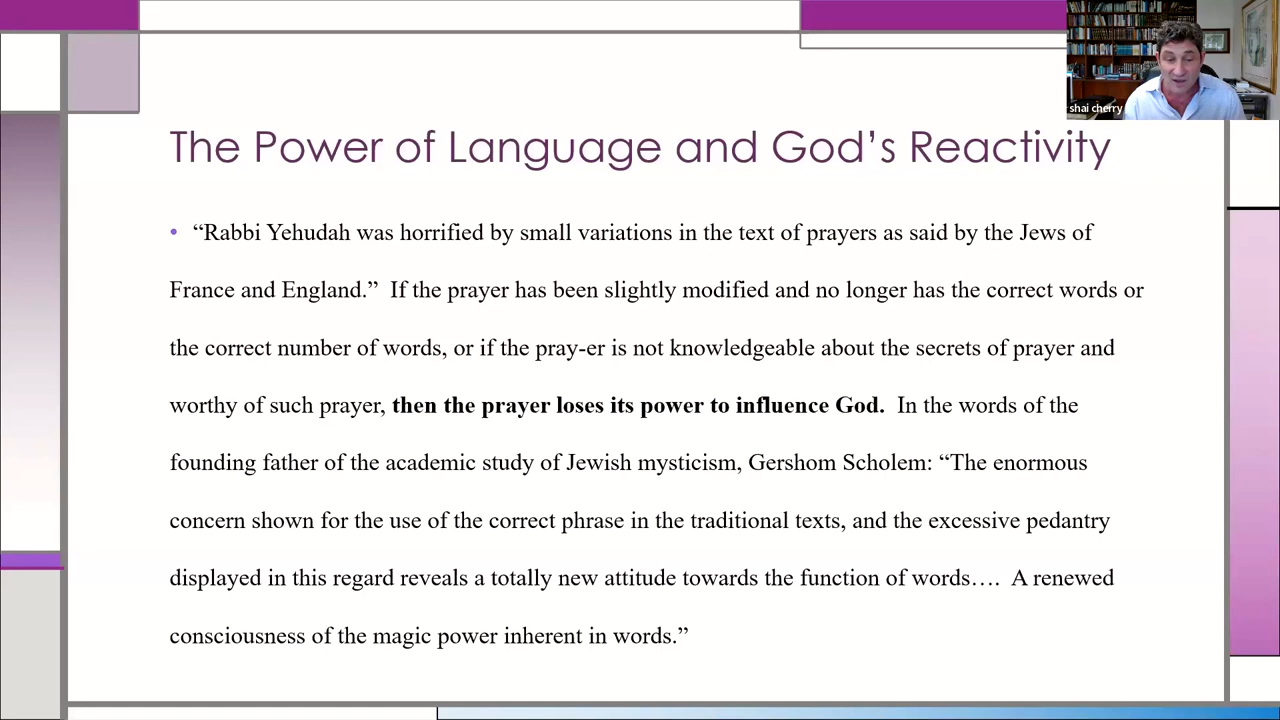 shai cherry
The Power of Language and God’s Reactivity
• “Rabbi Yehudah was horrified by small variations in the text of prayers as said by the Jews of
France and England.”  If the prayer has been slightly modified and no longer has the correct words or
the correct number of words, or if the pray-er is not knowledgeable about the secrets of prayer and
worthy of such prayer, then the prayer loses its power to influence God.  In the words of the
founding father of the academic study of Jewish mysticism, Gershom Scholem: “The enormous
concern shown for the use of the correct phrase in the traditional texts, and the excessive pedantry
displayed in this regard reveals a totally new attitude towards the function of words….  A renewed
consciousness of the magic power inherent in words.”